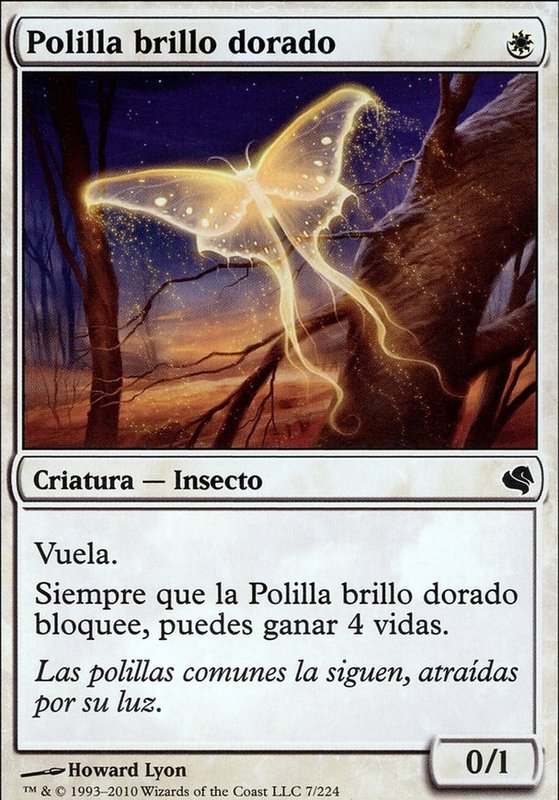 Polilla brillo dorado
Criatura — Insecto
Vuela.
Siempre que la Polilla brillo dorado
bloquee, puedes ganar 4 vidas.
Las polillas comunes la siguen, atraídas
por su luz.
0/1
Howard Lyon
™ & © 1993–2010 Wizards of the Coast LLC 7/224